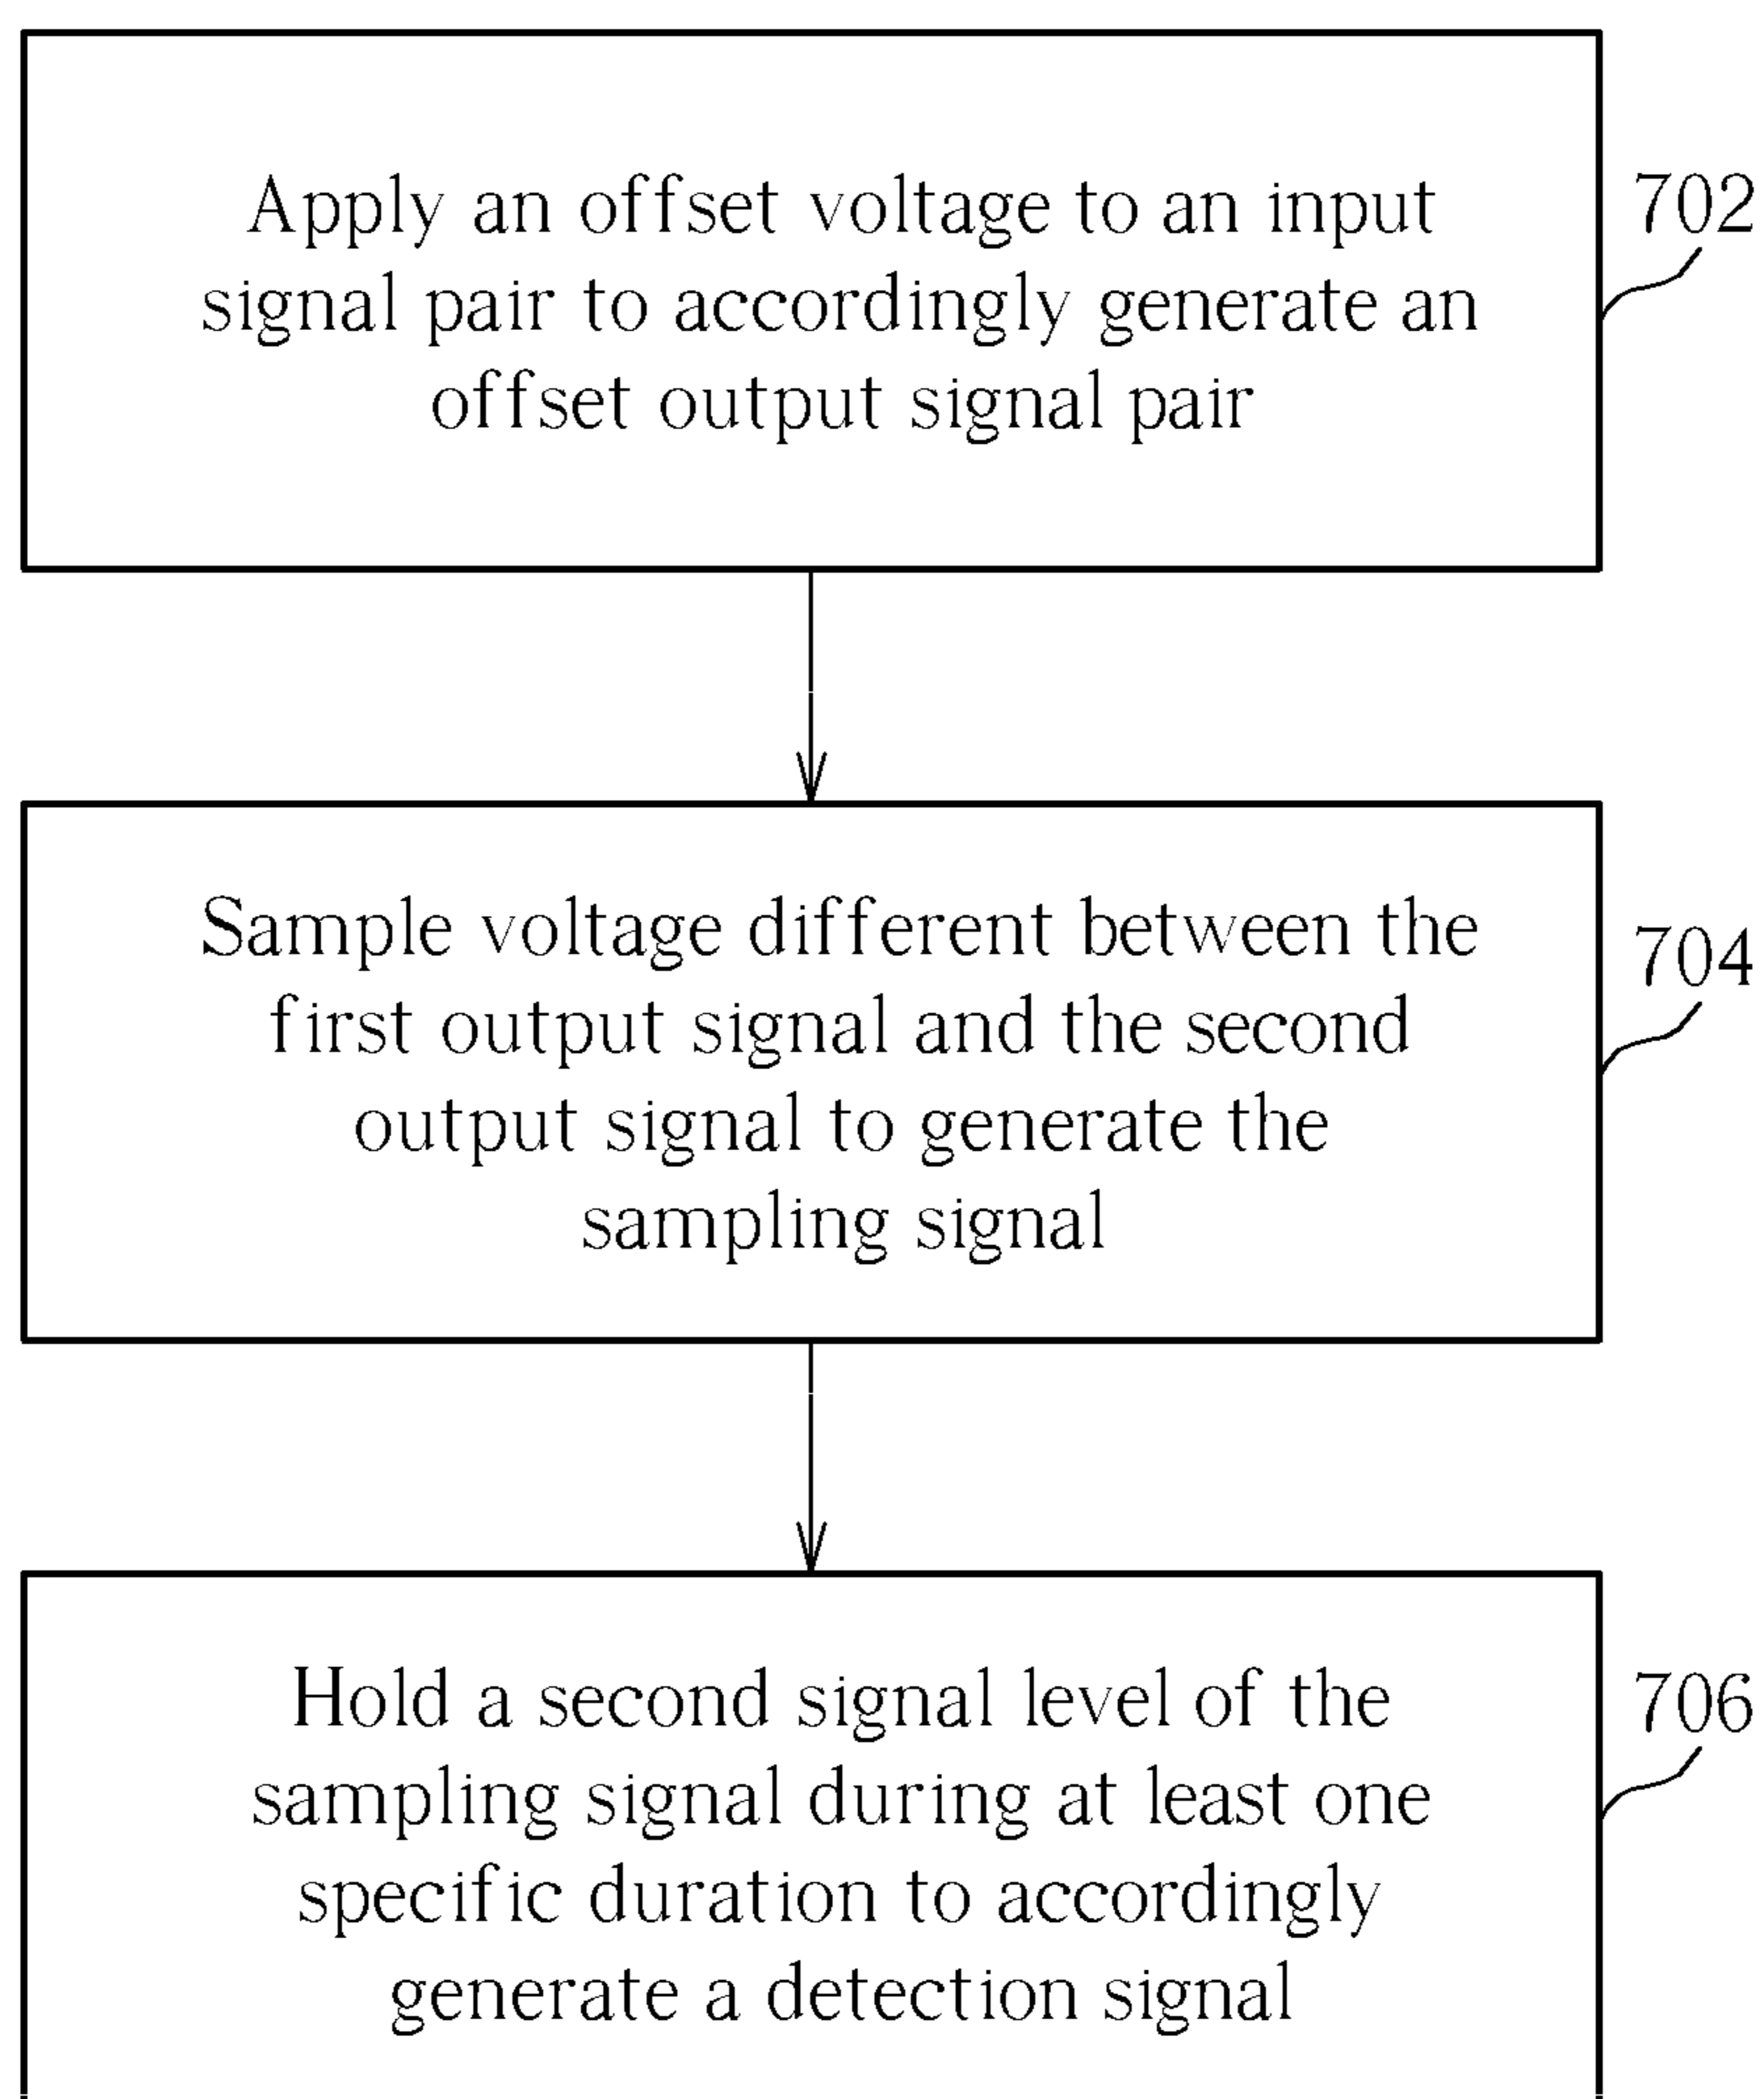 Apply an offset voltage to an input
signal pair to accordingly generate an
offset output signal pair
702
Sample voltage different between the
first output signal and the second
output signal to generate the
sampling signal
704
Hold a second signal level of the
sampling signal during at least one
specific duration to accordingly
generate a detection signal
706